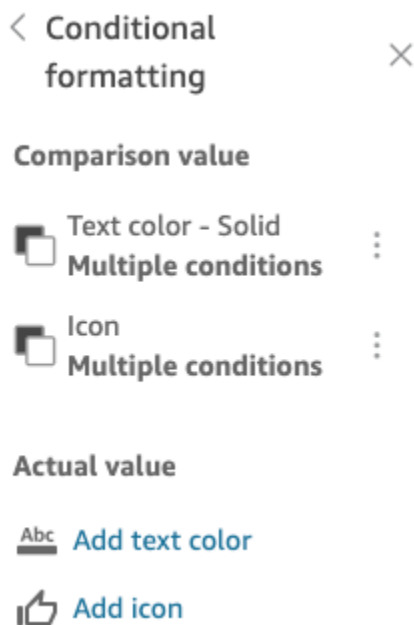 Conditional
formatting
Comparison value
Text color - Solid
Multiple conditions
Icon
Multiple conditions
Actual value
Abc Add text color
Add icon